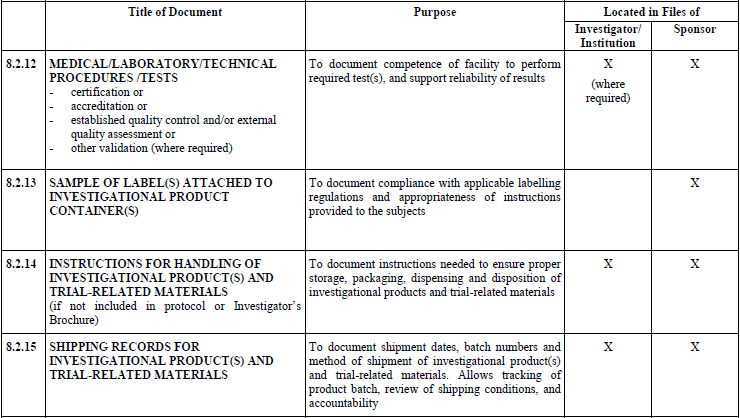 Title of Document
Purpose
Located in Files of
Investigator/
Institution
Sponsor
8.2.12
MEDICAL/LABORATORY/TECHNICAL
PROCEDURES /TESTS
- certification or
- accreditation or
- established quality control and/or external
quality assessment or
- other validation (where required)
To document competence of facility to perform
required test(s), and support reliability of results
X
(where
required)
X
8.2.13
SAMPLE OF LABEL(S) ATTACHED TO
INVESTIGATIONAL PRODUCT
CONTAINER(S)
To document compliance with applicable labelling
regulations and appropriateness of instructions
provided to the subjects
X
8.2.14
INSTRUCTIONS FOR HANDLING OF
INVESTIGATIONAL PRODUCT(S) AND
TRIAL-RELATED MATERIALS
(if not included in protocol or Investigator's
Brochure)
To document instructions needed to ensure proper
storage, packaging, dispensing and disposition of
investigational products and trial-related materials
X
X
8.2.15
SHIPPING RECORDS FOR
INVESTIGATIONAL PRODUCT(S) AND
TRIAL-RELATED MATERIALS
To document shipment dates, batch numbers and
method of shipment of investigational product(s)
and trial-related materials. Allows tracking of
product batch, review of shipping conditions, and
accountability
X
X